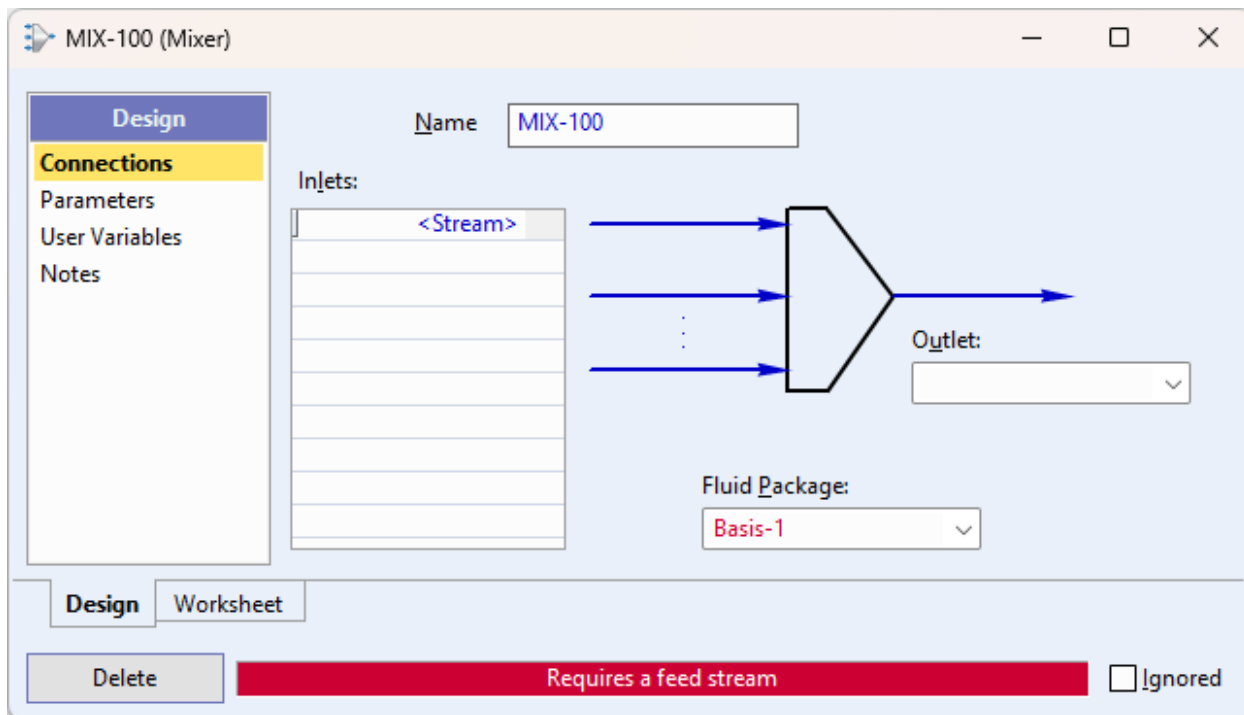 MIX-100 (Mixer)
Design
Connections
Parameters
User Variables
Notes
Name MIX-100
Inlets:
<Stream>
Outlet:
Fluid Package:
Basis-1
Design Worksheet
Delete Requires a feed stream Ignored